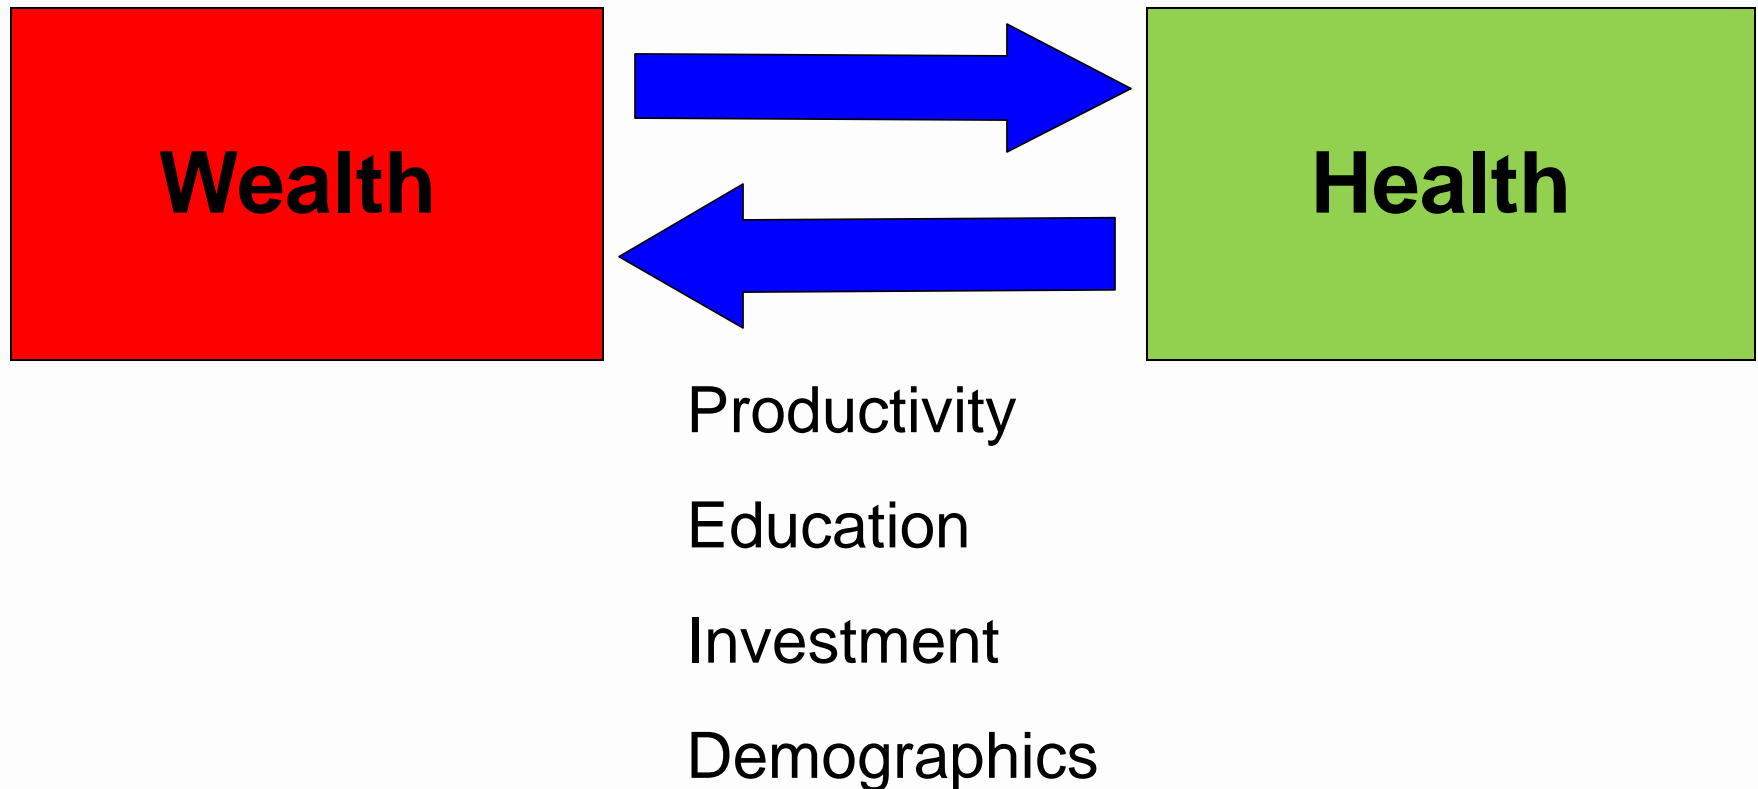 Wealth
Health
Productivity
Education
Investment
Demographics